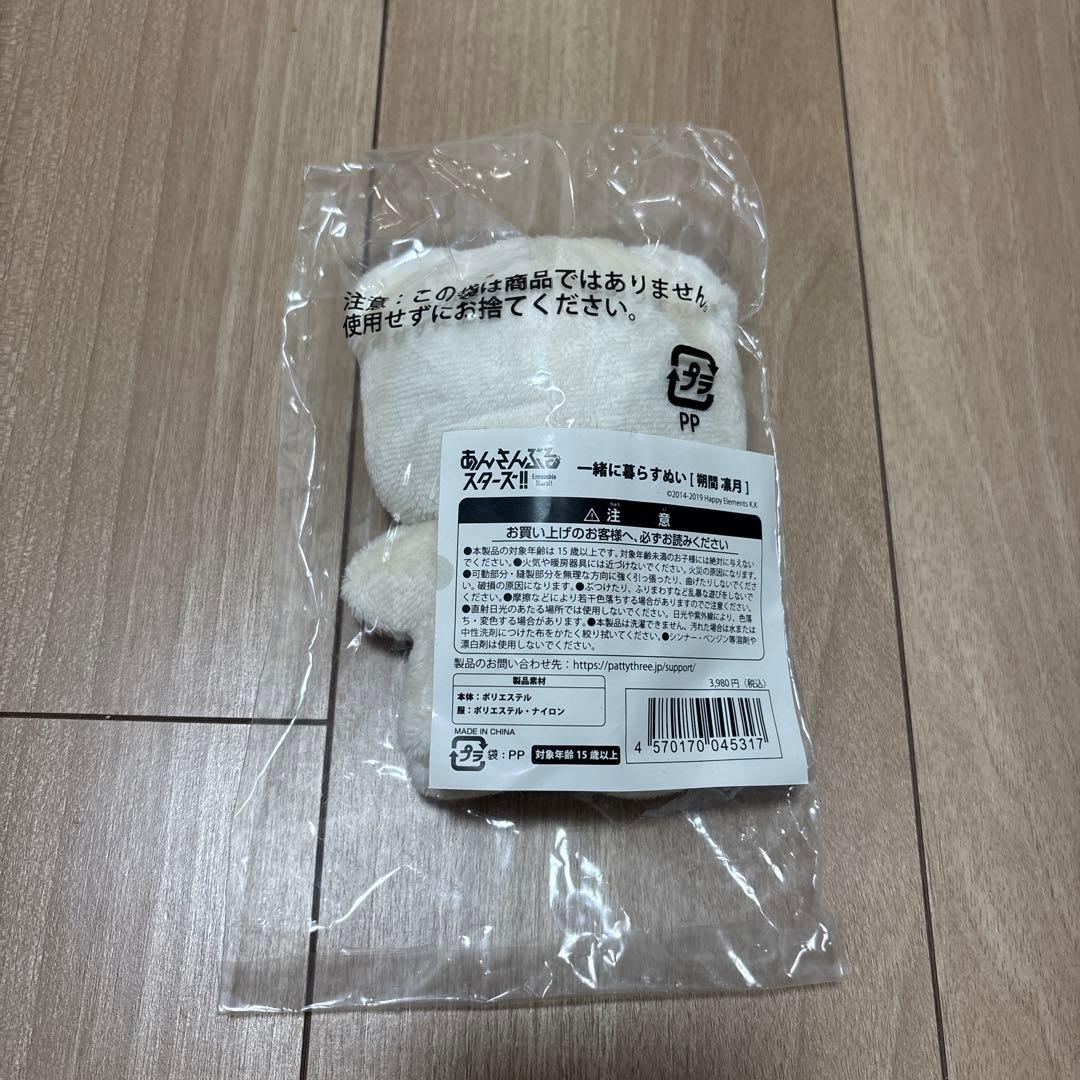 注意：この袋は商品ではありません。
使用せずにお捨てください。
プラ
PP
あんさんぶる
スターズ!!
Ensemble
Stars!!
一緒に暮らすぬい [ 朔間 凛月 ]
©2014-2019 Happy Elements K.K
⚠ 注意
ちゅう い
お買い上げのお客様へ、必ずお読みください
●本製品の対象年齢は 15 歳以上です。対象年齢未満のお子様には絶対に与えない
でください。●火気や暖房器具には近づけないでください。火災の原因になります。
●可動部分・縫製部分を無理な方向に強く引っ張ったり、曲げたりしないでくださ
い。破損の原因になります。●ぶつけたり、ふりまわすなど乱暴な遊びをしないで
ください。●摩擦などにより若干色落ちする場合がありますのでご注意ください。
●直射日光のあたる場所では使用しないでください。日光や紫外線により、色落
ち・変色する場合があります。●本製品は洗濯できません。汚れた場合は水または
中性洗剤につけた布をかたく絞り拭いてください。●シンナー・ベンジン等溶剤や
漂白剤は使用しないでください。
製品のお問い合わせ先：https://pattythree.jp/support/
製品素材
本体：ポリエステル
服：ポリエステル・ナイロン
3,980 円（税込）
MADE IN CHINA
プラ 袋：PP 対象年齢 15 歳以上
4 570170 045317